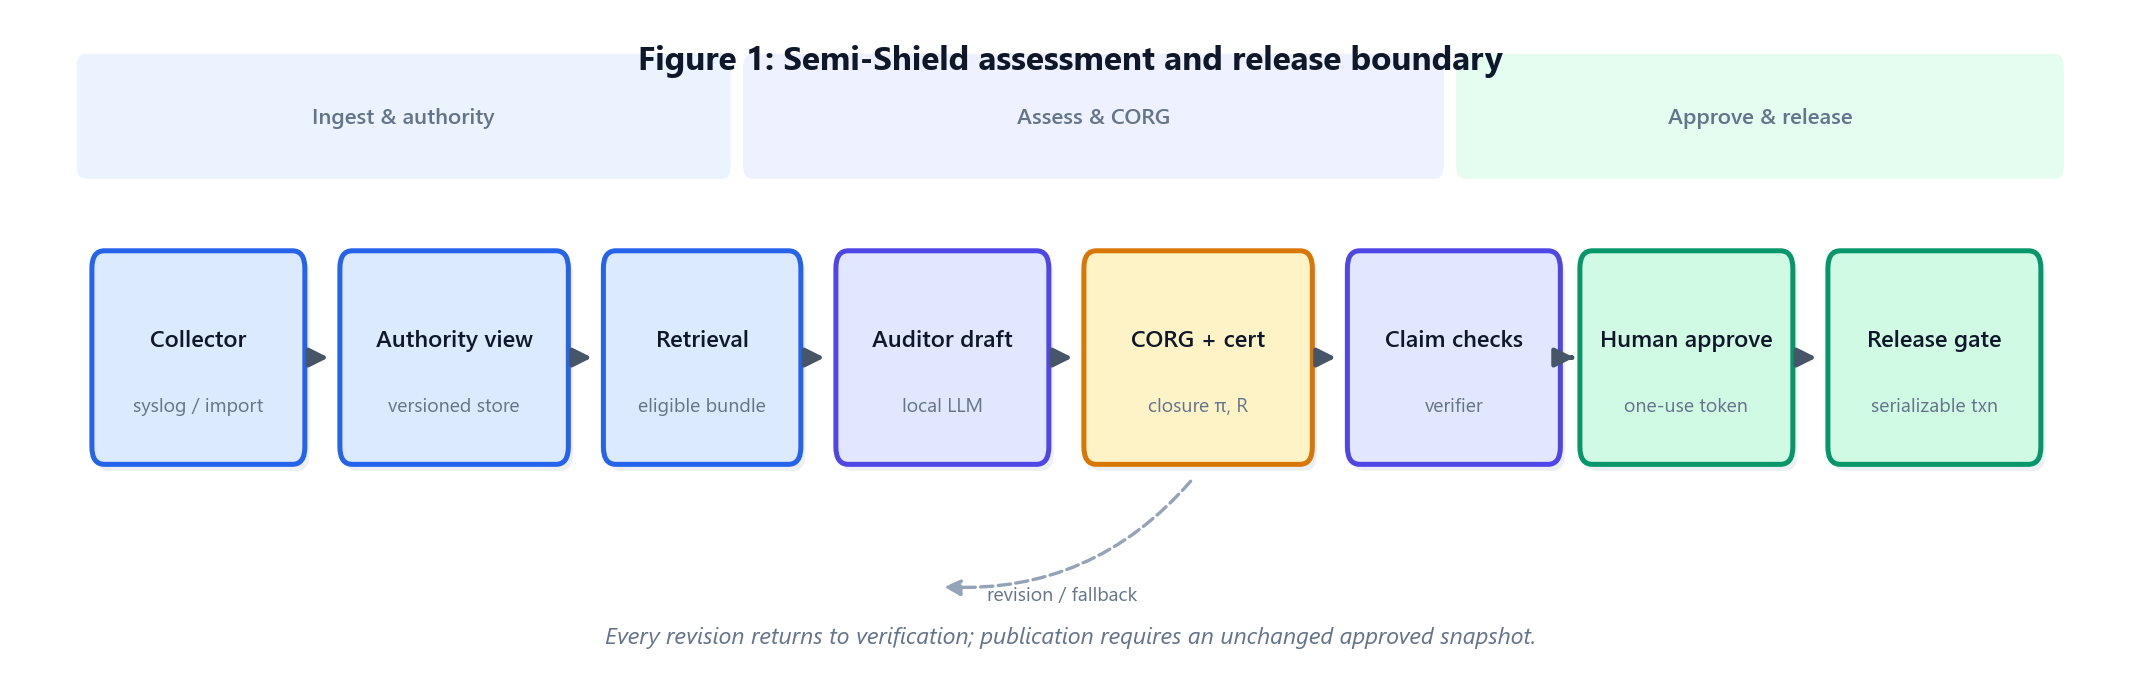 Figure 1: Semi-Shield assessment and release boundary
Ingest & authority
Assess & CORG
Approve & release
Collector
syslog / import
Authority view
versioned store
Retrieval
eligible bundle
Auditor draft
local LLM
CORG + cert
closure π, R
Claim checks
verifier
Human approve
one-use token
Release gate
serializable txn
revision / fallback
Every revision returns to verification; publication requires an unchanged approved snapshot.